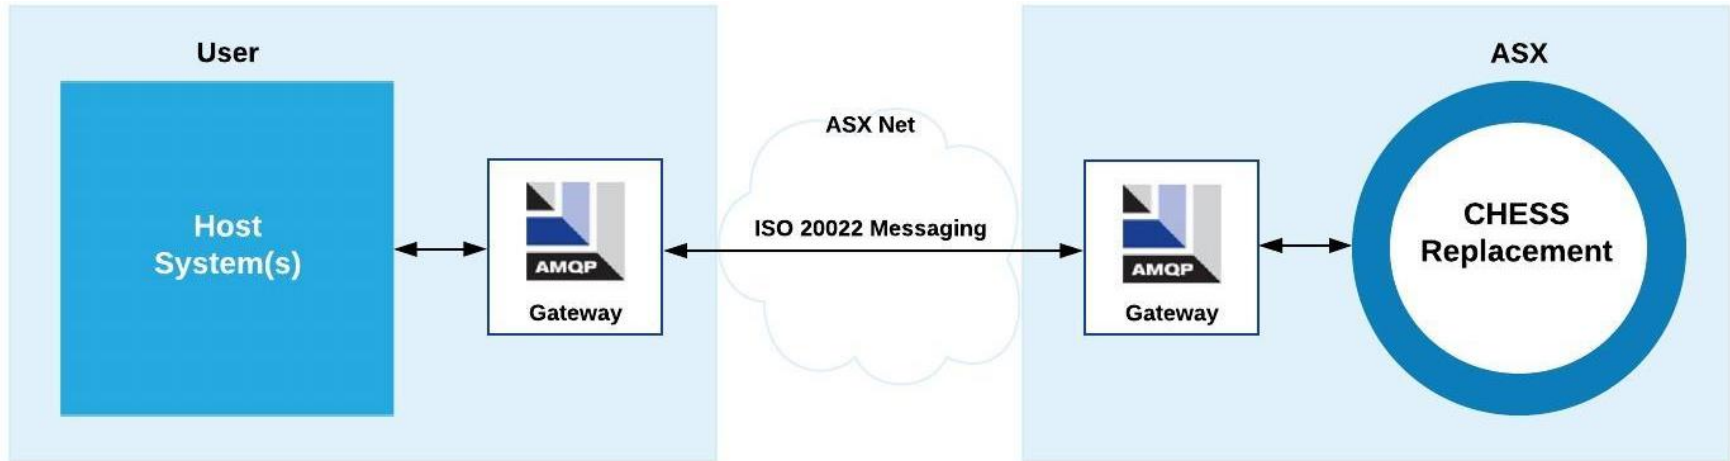 User
Host
System(s)
AMQP
Gateway
ASX Net
ISO 20022 Messaging
AMQP
Gateway
ASX
CHESS
Replacement